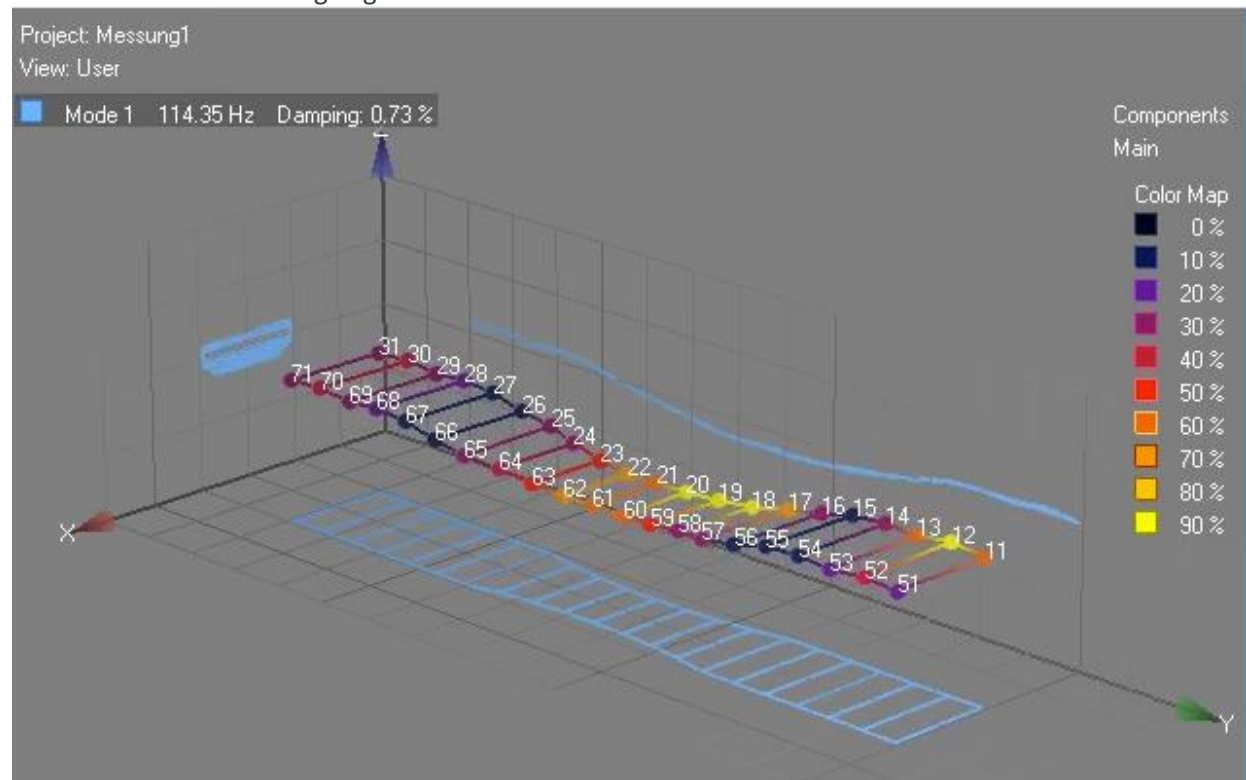 Project: Messung1
View: User
Mode 1 114.35 Hz Damping: 0.73 %
Components
Main
Color Map
0 %
10 %
20 %
30 %
40 %
50 %
60 %
70 %
80 %
90 %
31 30 29 28 27 26 25 24 23 22 21 20 19 18 17 16 15 14 13 12 11
71 70 69 68 67 66 65 64 63 62 61 60 59 58 57 56 55 54 53 52 51
X
Y